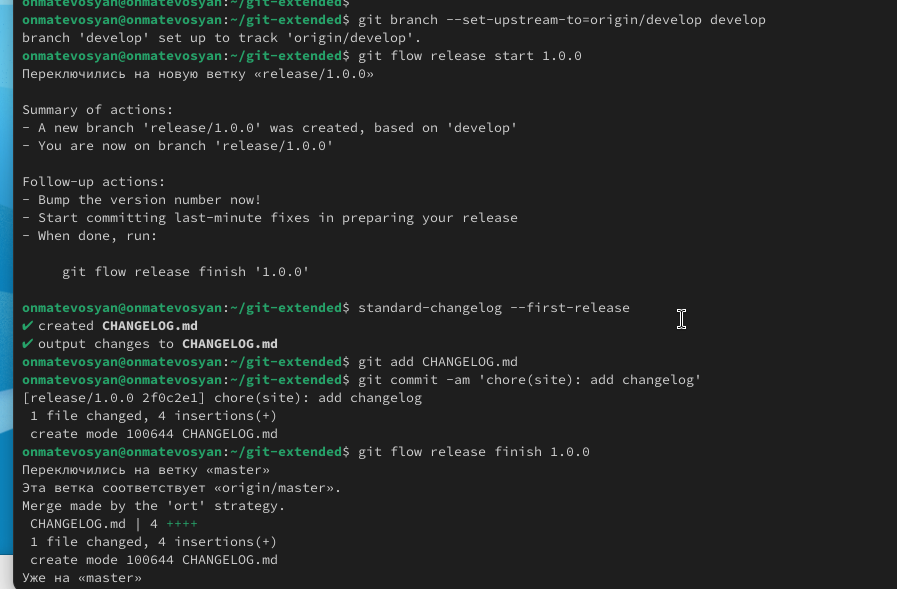 onmatevosyan@onmatevosyan:~/git-extended$
onmatevosyan@onmatevosyan:~/git-extended$ git branch --set-upstream-to=origin/develop develop
branch 'develop' set up to track 'origin/develop'.
onmatevosyan@onmatevosyan:~/git-extended$ git flow release start 1.0.0
Переключились на новую ветку «release/1.0.0»
Summary of actions:
- A new branch 'release/1.0.0' was created, based on 'develop'
- You are now on branch 'release/1.0.0'
Follow-up actions:
- Bump the version number now!
- Start committing last-minute fixes in preparing your release
- When done, run:
git flow release finish '1.0.0'
onmatevosyan@onmatevosyan:~/git-extended$ standard-changelog --first-release
✔ created CHANGELOG.md
✔ output changes to CHANGELOG.md
onmatevosyan@onmatevosyan:~/git-extended$ git add CHANGELOG.md
onmatevosyan@onmatevosyan:~/git-extended$ git commit -am 'chore(site): add changelog'
[release/1.0.0 2f0c2e1] chore(site): add changelog
1 file changed, 4 insertions(+)
create mode 100644 CHANGELOG.md
onmatevosyan@onmatevosyan:~/git-extended$ git flow release finish 1.0.0
Переключились на ветку «master»
Эта ветка соответствует «origin/master».
Merge made by the 'ort' strategy.
CHANGELOG.md | 4 ++++
1 file changed, 4 insertions(+)
create mode 100644 CHANGELOG.md
Уже на «master»